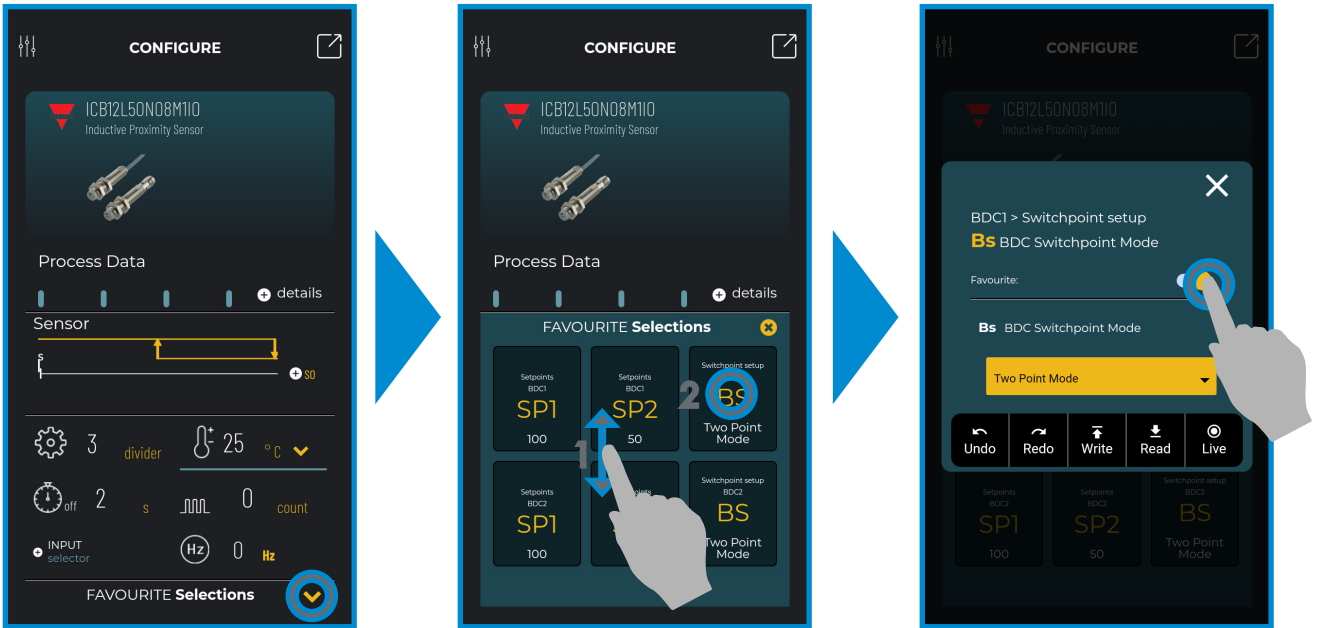 CONFIGURE
ICB12L50N08M1IO
Inductive Proximity Sensor
Process Data
details
Sensor
s
so
3 divider
25 °C
off 2 s
0 count
INPUT
selector
Hz 0 Hz
FAVOURITE Selections
CONFIGURE
ICB12L50N08M1IO
Inductive Proximity Sensor
Process Data
details
FAVOURITE Selections
Setpoints
BDC1
SP1
100
Setpoints
BDC1
SP2
50
Switchpoint setup
BS
Two Point
Mode
1
2
Setpoints
BDC2
SP1
100
Switchpoint setup
BDC2
BS
Two Point
Mode
CONFIGURE
ICB12L50N08M1IO
Inductive Proximity Sensor
BDC1 > Switchpoint setup
Bs BDC Switchpoint Mode
Favourite:
Bs BDC Switchpoint Mode
Two Point Mode
Undo
Redo
Write
Read
Live
Setpoints
BDC2
SP1
100
Setpoints
BDC2
SP2
50
Switchpoint setup
BDC2
BS
Two Point
Mode